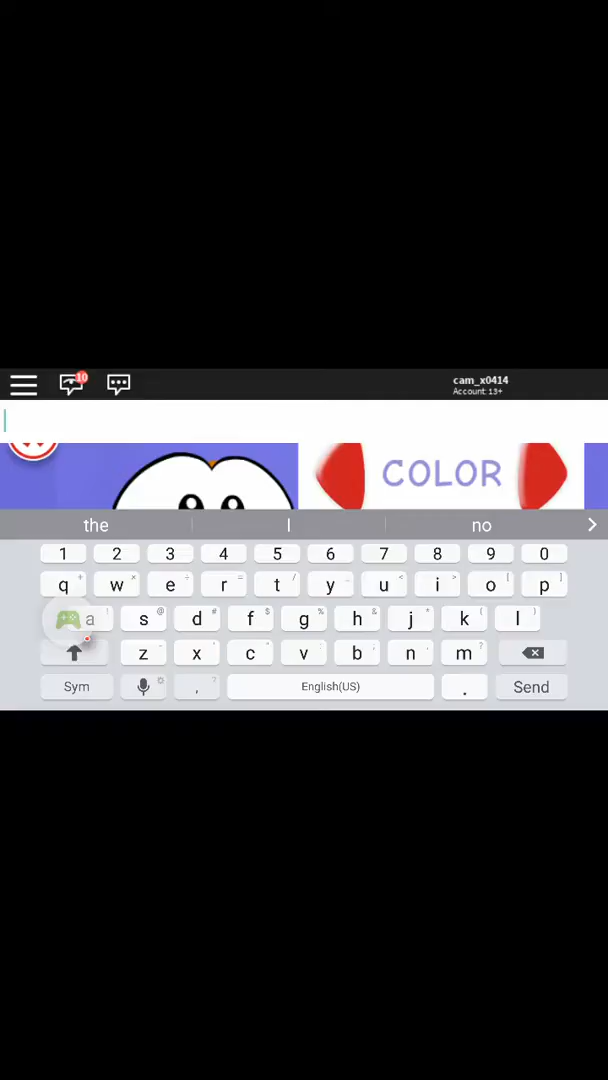 10
cam_x0414
Account: 13+
COLOR
the I no
1 2 3 4 5 6 7 8 9 0
q w e r t y u i o p
a s d f g h j k l
z x c v b n m
Sym , English(US) . Send